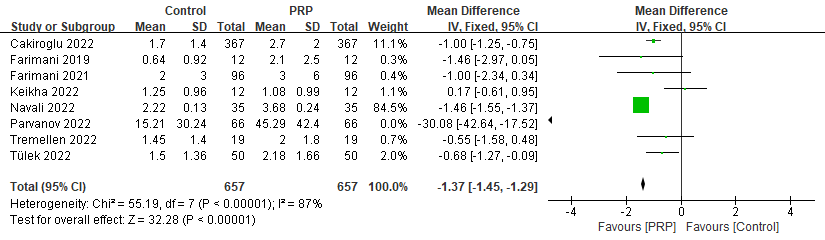 Control PRP Mean Difference Mean Difference
Study or Subgroup Mean SD Total Mean SD Total Weight IV, Fixed, 95% CI IV, Fixed, 95% CI
Cakiroglu 2022 1.7 1.4 367 2.7 2 367 11.1% -1.00 [-1.25, -0.75]
Farimani 2019 0.64 0.92 12 2.1 2.5 12 0.3% -1.46 [-2.97, 0.05]
Farimani 2021 2 3 96 3 6 96 0.4% -1.00 [-2.34, 0.34]
Keikha 2022 1.25 0.96 12 1.08 0.99 12 1.1% 0.17 [-0.61, 0.95]
Navali 2022 2.22 0.13 35 3.68 0.24 35 84.5% -1.46 [-1.55, -1.37]
Parvanov 2022 15.21 30.24 66 45.29 42.4 66 0.0% -30.08 [-42.64, -17.52]
Tremellen 2022 1.45 1.4 19 2 1.8 19 0.6% -0.55 [-1.58, 0.48]
Tülek 2022 1.5 1.36 50 2.18 1.66 50 2.0% -0.68 [-1.27, -0.09]
Total (95% CI) 657 657 100.0% -1.37 [-1.45, -1.29]
Heterogeneity: Chi² = 55.19, df = 7 (P < 0.00001); I² = 87%
Test for overall effect: Z = 32.28 (P < 0.00001)
-4 -2 0 2 4
Favours [PRP] Favours [Control]